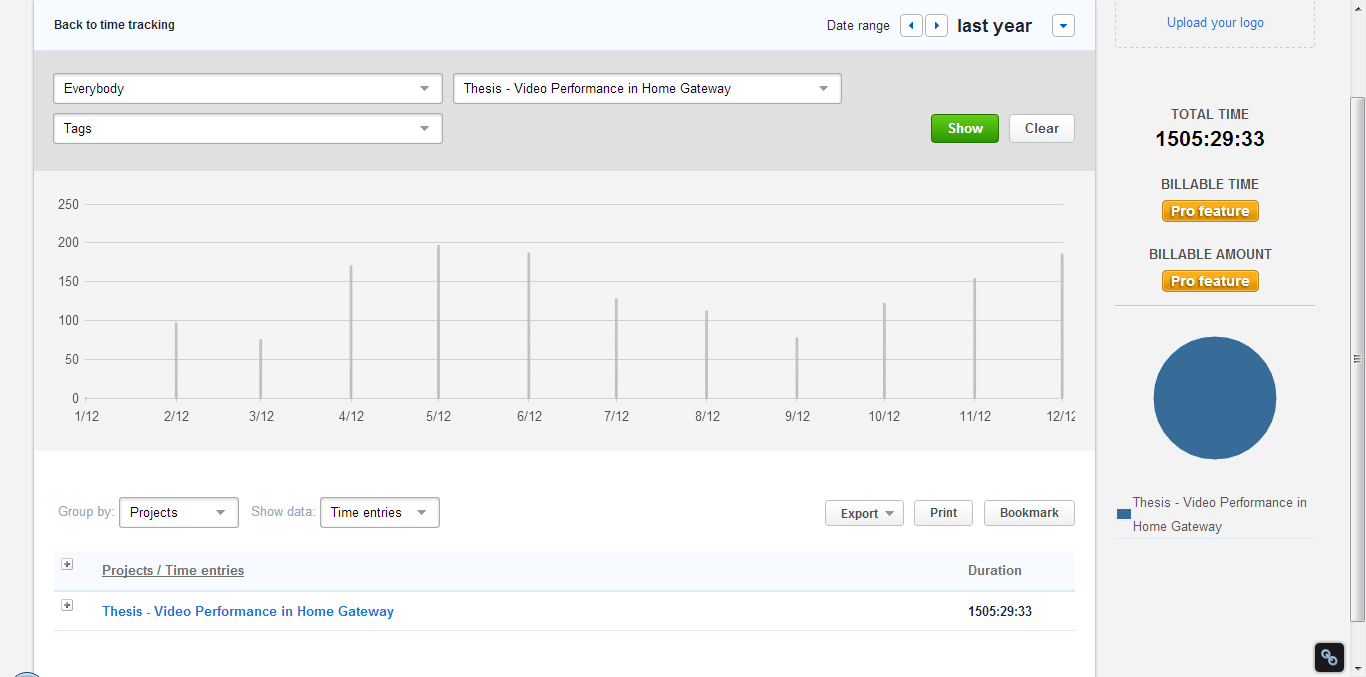 Back to time tracking
Date range
last year
Upload your logo
Everybody
Thesis - Video Performance in Home Gateway
Tags
Show
Clear
TOTAL TIME
1505:29:33
BILLABLE TIME
Pro feature
BILLABLE AMOUNT
Pro feature
250
200
150
100
50
0
1/12
2/12
3/12
4/12
5/12
6/12
7/12
8/12
9/12
10/12
11/12
12/12
Thesis - Video Performance in
Home Gateway
Group by:
Projects
Show data:
Time entries
Export
Print
Bookmark
Projects / Time entries
Duration
Thesis - Video Performance in Home Gateway
1505:29:33